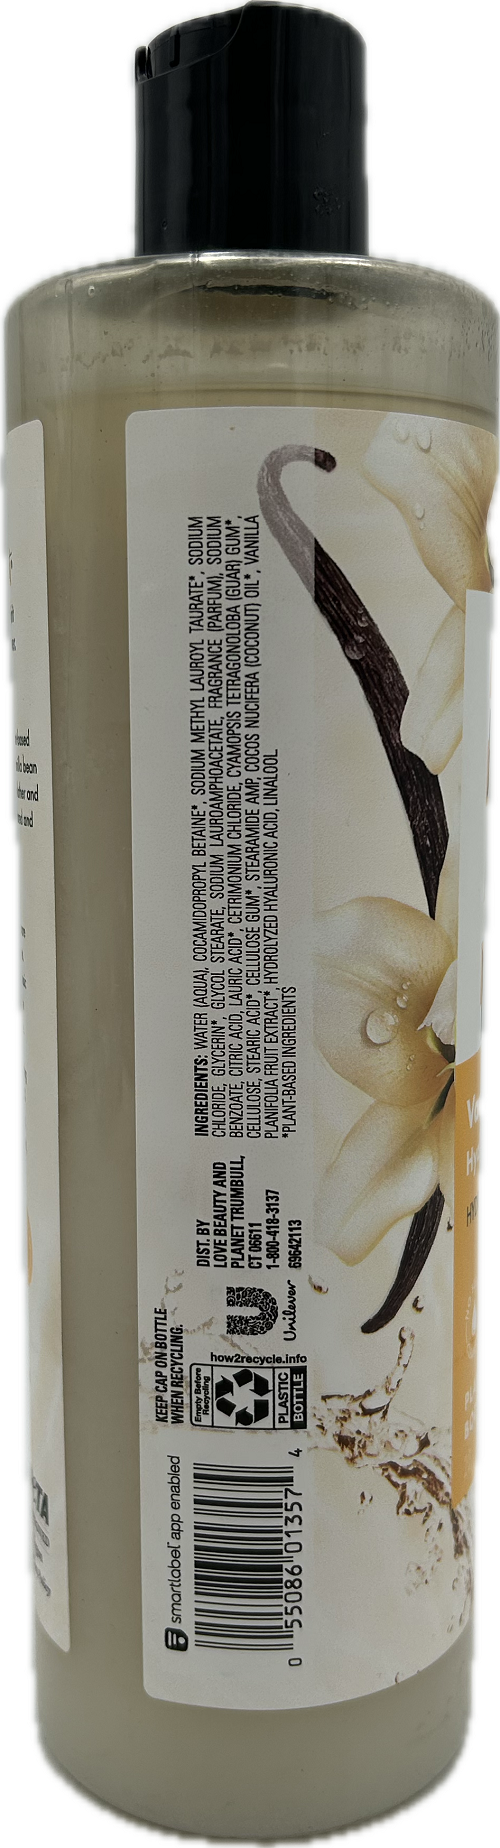 INGREDIENTS: WATER (AQUA), COCAMIDOPROPYL BETAINE*, SODIUM METHYL LAUROYL TAURATE*, SODIUM
CHLORIDE, GLYCERIN*, GLYCOL STEARATE, SODIUM LAUROAMPHOACETATE, FRAGRANCE (PARFUM), SODIUM
BENZOATE, CITRIC ACID, LAURIC ACID*, CETRIMONIUM CHLORIDE, CYAMOPSIS TETRAGONOLOBA (GUAR) GUM*,
CELLULOSE, STEARIC ACID*, CELLULOSE GUM*, STEARAMIDE AMP, COCOS NUCIFERA (COCONUT) OIL*, VANILLA
PLANIFOLIA FRUIT EXTRACT*, HYDROLYZED HYALURONIC ACID, LINALOOL
*PLANT-BASED INGREDIENTS
DIST. BY
LOVE BEAUTY AND
PLANET TRUMBULL,
CT 06611
1-800-418-3137
69642113
Unilever
KEEP CAP ON BOTTLE
WHEN RECYCLING.
how2recycle.info
Empty Before
Recycling
PLASTIC
BOTTLE
smartlabel app enabled
0 55086 01357 4